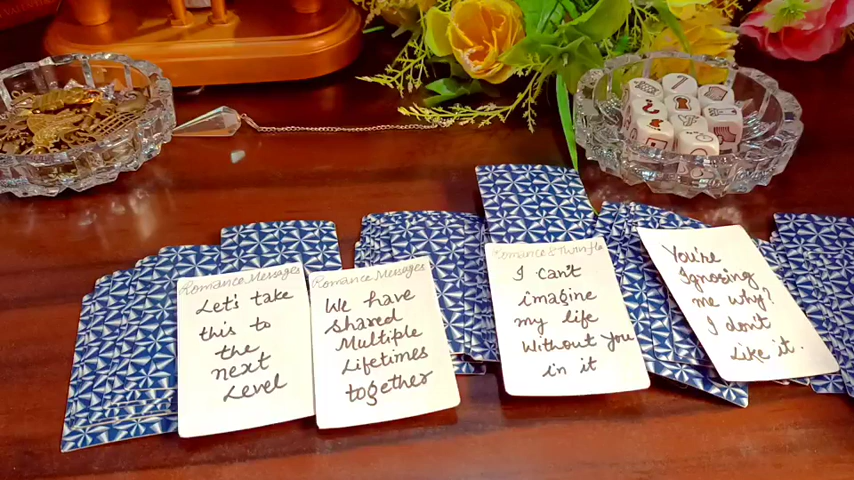 Romance Messages
Let's take
this to
the
next
Level
Romance Messages
We have
Shared
Multiple
Lifetimes
together
Romance & Twinfle
I can't
imagine
my life
Without you
in it
You're
Ignoring
me why?
I don't
Like it.